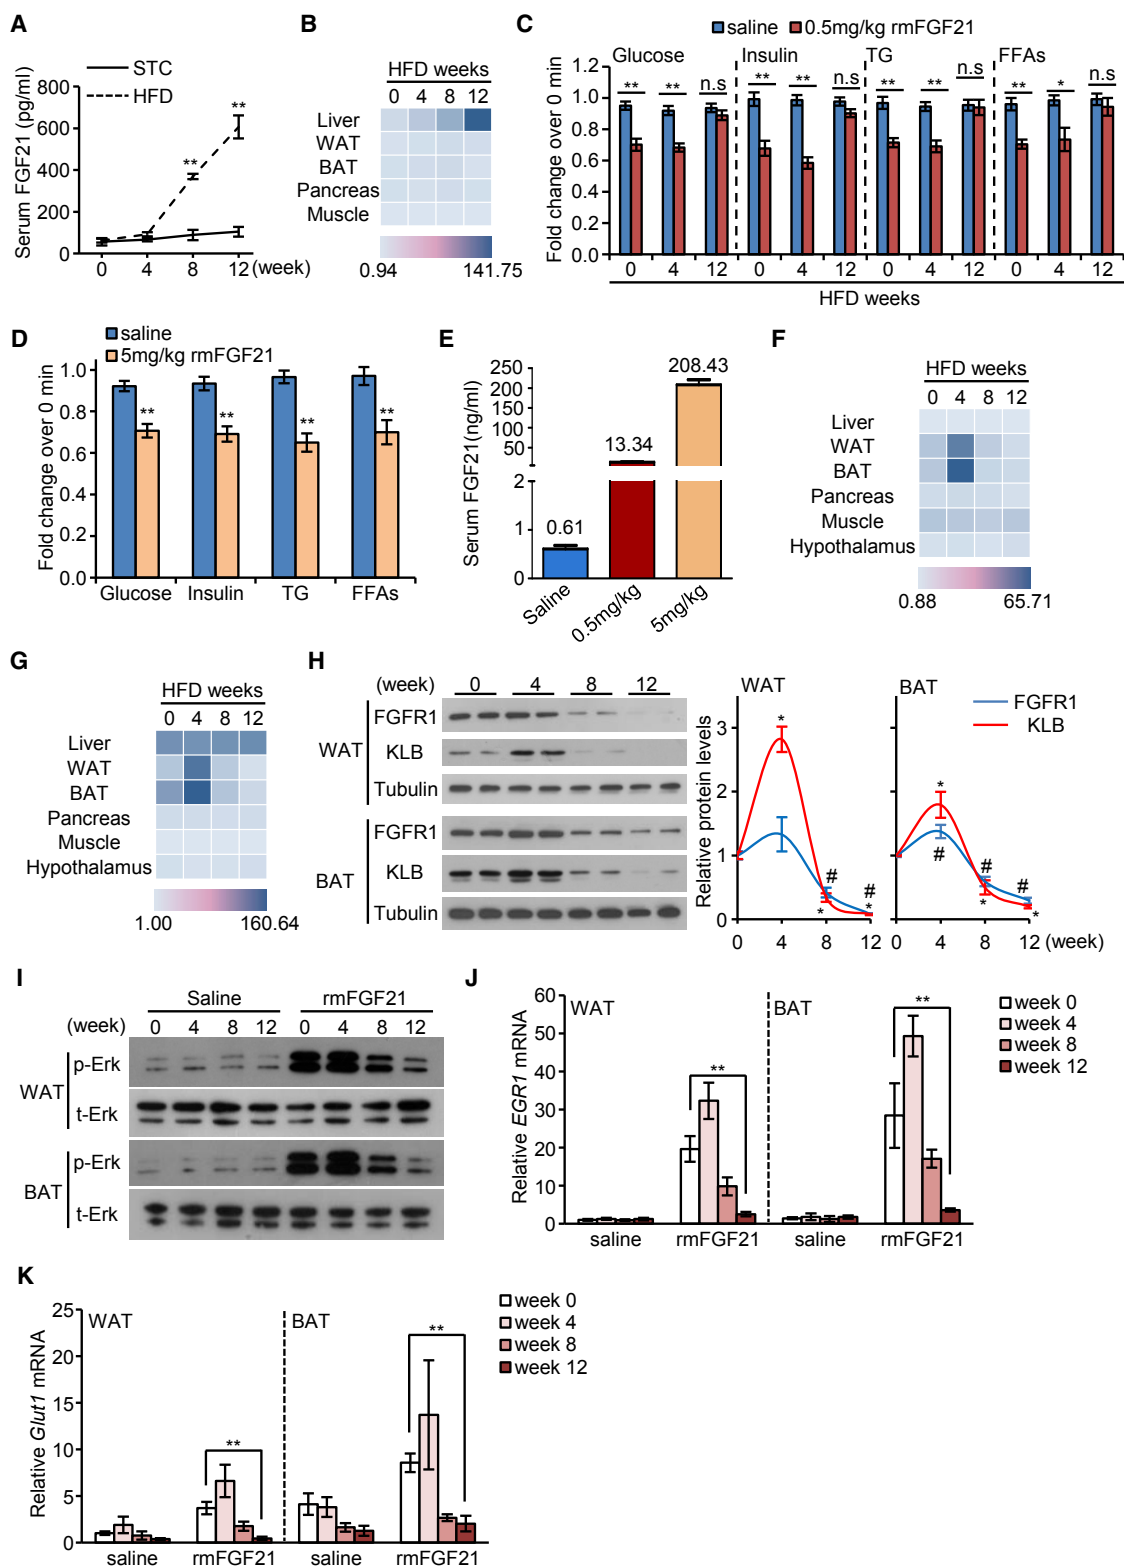 A
STC
HFD
Serum FGF21 (pg/ml)
800
600
400
200
0
**
**
0 4 8 12 (week)
B
HFD weeks
0 4 8 12
Liver
WAT
BAT
Pancreas
Muscle
0.94 141.75
C
saline 0.5mg/kg rmFGF21
Glucose Insulin TG FFAs
Fold change over 0 min
1.2
1.0
0.8
0.6
0.4
0.2
0.0
** ** n.s ** ** n.s ** ** n.s ** * n.s
0 4 12 0 4 12 0 4 12 0 4 12
HFD weeks
D
saline
5mg/kg rmFGF21
Fold change over 0 min
1.0
0.8
0.6
0.4
0.2
0.0
** ** ** **
Glucose Insulin TG FFAs
E
Serum FGF21(ng/ml)
250
200
150
100
50
2
1
0
0.61
13.34
208.43
Saline 0.5mg/kg 5mg/kg
F
HFD weeks
0 4 8 12
Liver
WAT
BAT
Pancreas
Muscle
Hypothalamus
0.88 65.71
G
HFD weeks
0 4 8 12
Liver
WAT
BAT
Pancreas
Muscle
Hypothalamus
1.00 160.64
H
(week) 0 4 8 12
WAT
FGFR1
KLB
Tubulin
BAT
FGFR1
KLB
Tubulin
WAT BAT
FGFR1
KLB
Relative protein levels
3
2
1
0
* # * # *
* # # * # *
0 4 8 12 0 4 8 12 (week)
I
Saline rmFGF21
(week) 0 4 8 12 0 4 8 12
WAT
p-Erk
t-Erk
BAT
p-Erk
t-Erk
J
Relative EGR1 mRNA
60
50
40
30
20
10
0
WAT BAT
** **
saline rmFGF21 saline rmFGF21
week 0
week 4
week 8
week 12
K
Relative Glut1 mRNA
25
20
15
10
5
0
WAT BAT
** **
saline rmFGF21 saline rmFGF21
week 0
week 4
week 8
week 12